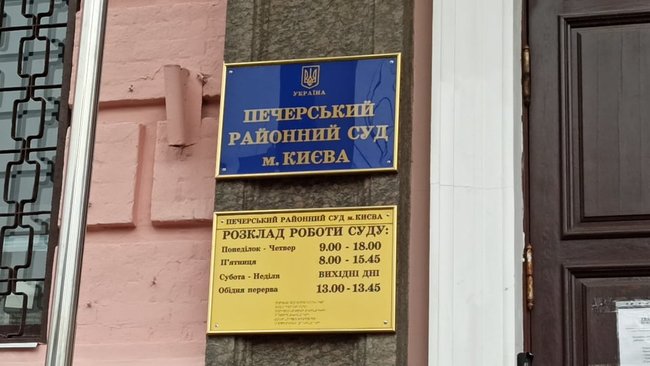 УКРАЇНА
ПЕЧЕРСЬКИЙ
РАЙОННИЙ СУД
м. КИЄВА
ПЕЧЕРСЬКИЙ РАЙОННИЙ СУД м. КИЄВА
РОЗКЛАД РОБОТИ СУДУ:
Понеділок - Четвер 9.00 - 18.00
П'ятниця 8.00 - 15.45
Субота - Неділя ВИХІДНІ ДНІ
Обідня перерва 13.00 - 13.45